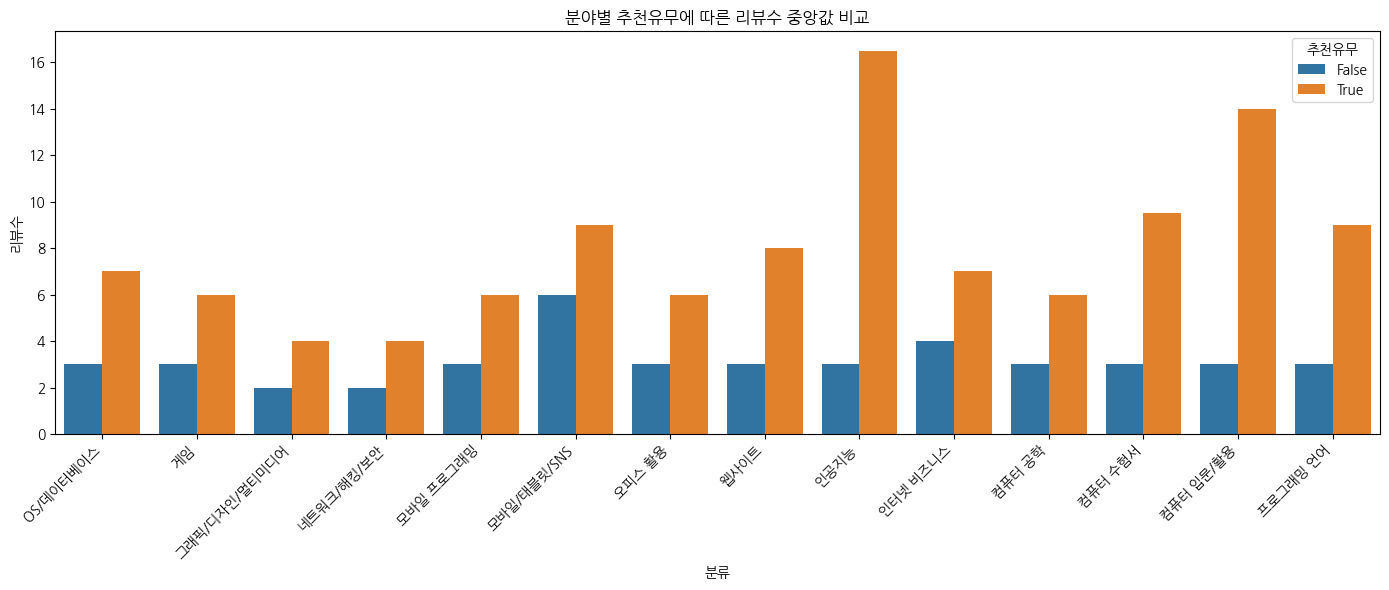 분야별 추천유무에 따른 리뷰수 중앙값 비교
추천유무
False
True
리뷰수
16
14
12
10
8
6
4
2
0
OS/데이터베이스
게임
그래픽/디자인/멀티미디어
네트워크/해킹/보안
모바일 프로그래밍
모바일/태블릿/SNS
오피스 활용
웹사이트
인공지능
인터넷 비즈니스
컴퓨터 공학
컴퓨터 수험서
컴퓨터 입문/활용
프로그래밍 언어
분류